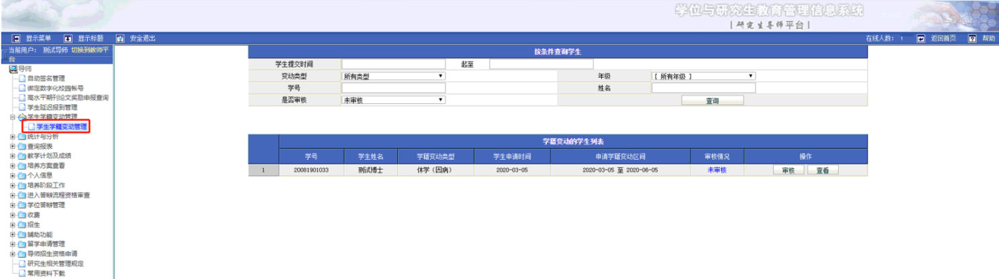 学位与研究生教育管理信息系统
[ 研究生导师平台 ]
显示菜单 显示标题 安全退出 在线人数: 1 返回首页 帮助
当前用户: 测试导师 切换到教师平台
导师
自动签名管理
绑定数字化校园帐号
高水平期刊论文奖励申报查询
学生延迟报到管理
学生学籍变动管理
学生学籍变动管理
统计与分析
查询报表
教学计划及成绩
培养方案查看
个人信息
培养阶段工作
进入答辩流程资格审查
学位答辩管理
收费
招生
辅助功能
留学申请管理
导师招生资格申请
研究生相关管理规定
常用资料下载
按条件查询学生
学生提交时间 起至
变动类型 所有类型 年级 [ 所有年级 ]
学号 姓名
是否审核 未审核 查询
学籍变动的学生列表
学号 学生姓名 学籍变动类型 学生申请时间 申请学籍变动区间 审核情况 操作
1 20081901033 测试博士 休学（因病） 2020-03-05 2020-03-05 至 2020-06-05 未审核 审核 查看